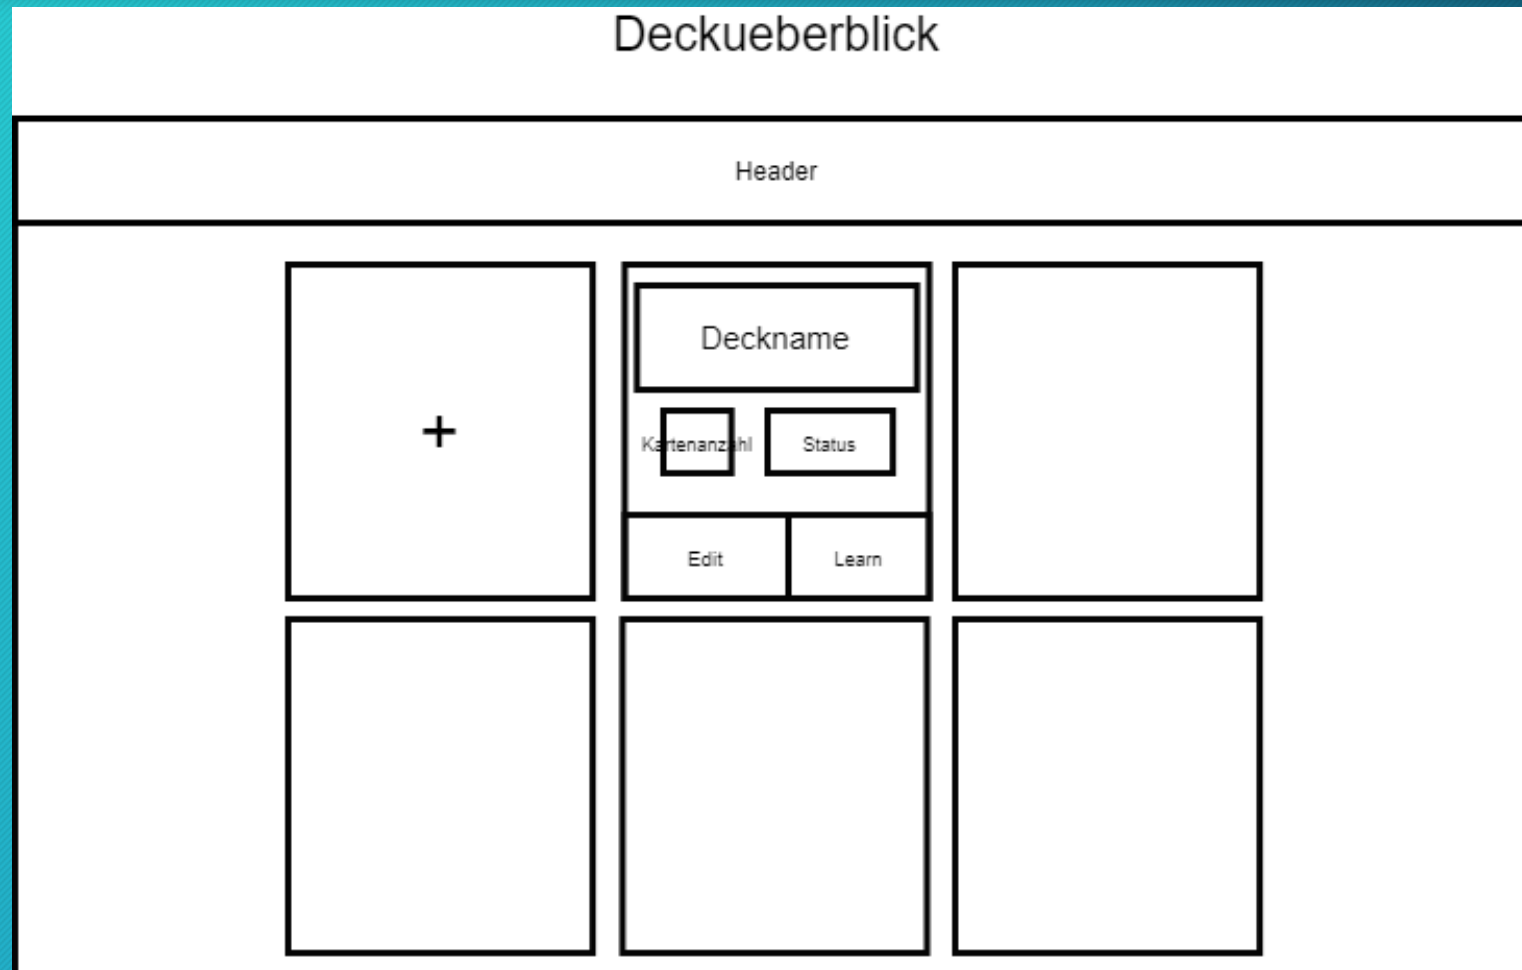 Deckueberblick
Header
+
Deckname
Kartenanzahl
Status
Edit
Learn